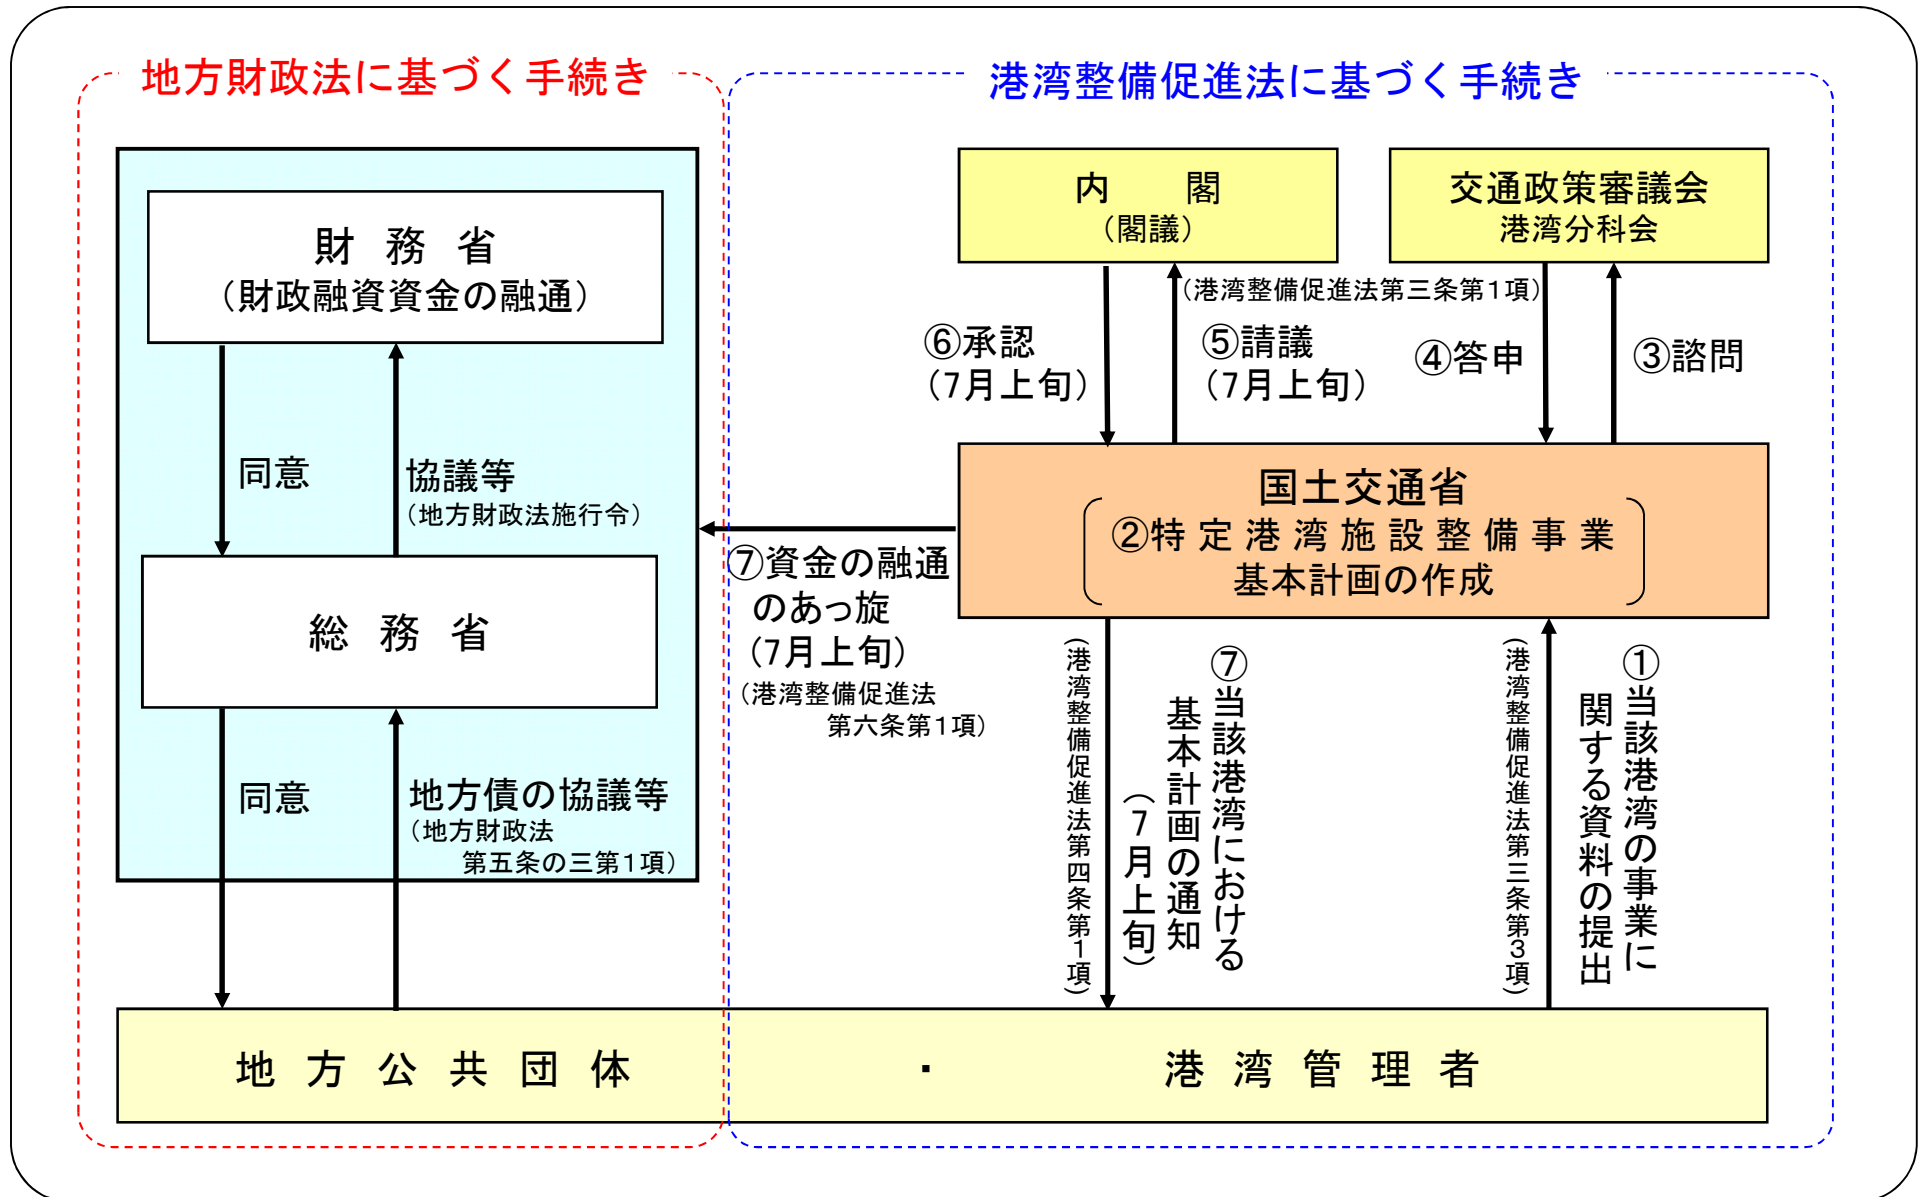 地方財政法に基づく手続き
港湾整備促進法に基づく手続き
財務省
（財政融資資金の融通）
同意
協議等
（地方財政法施行令）
総務省
同意
地方債の協議等
（地方財政法
第五条の三第１項）
内　閣
（閣議）
交通政策審議会
港湾分科会
（港湾整備促進法第三条第１項）
⑥承認
（7月上旬）
⑤請議
（7月上旬）
④答申
③諮問
国土交通省
②特定港湾施設整備事業
基本計画の作成
⑦資金の融通
のあっ旋
（7月上旬）
（港湾整備促進法
第六条第１項）
⑦当該港湾における
基本計画の通知
（７月上旬）
（港湾整備促進法第四条第１項）
①当該港湾の事業に
関する資料の提出
（港湾整備促進法第三条第３項）
地方公共団体　・　港湾管理者